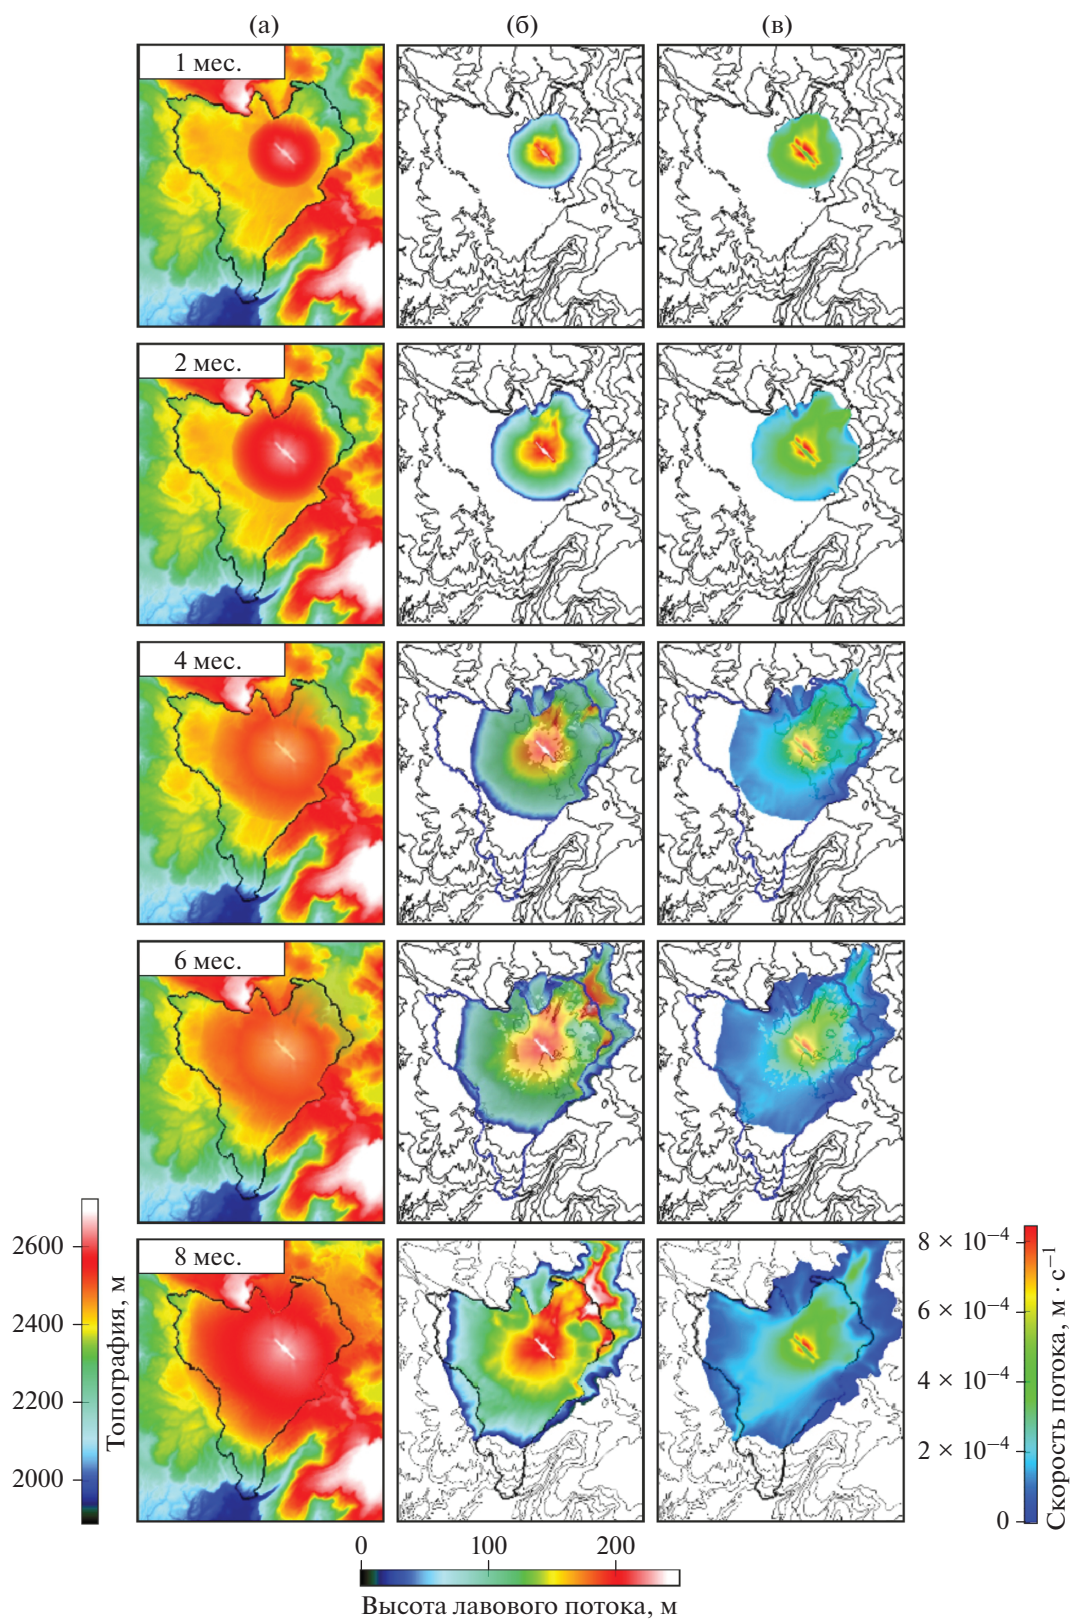 (а)
(б)
(в)
1 мес.
2 мес.
4 мес.
6 мес.
8 мес.
2600
2400
2200
2000
Топография, м
8 × 10⁻⁴
6 × 10⁻⁴
4 × 10⁻⁴
2 × 10⁻⁴
0
Скорость потока, м · с⁻¹
0
100
200
Высота лавового потока, м